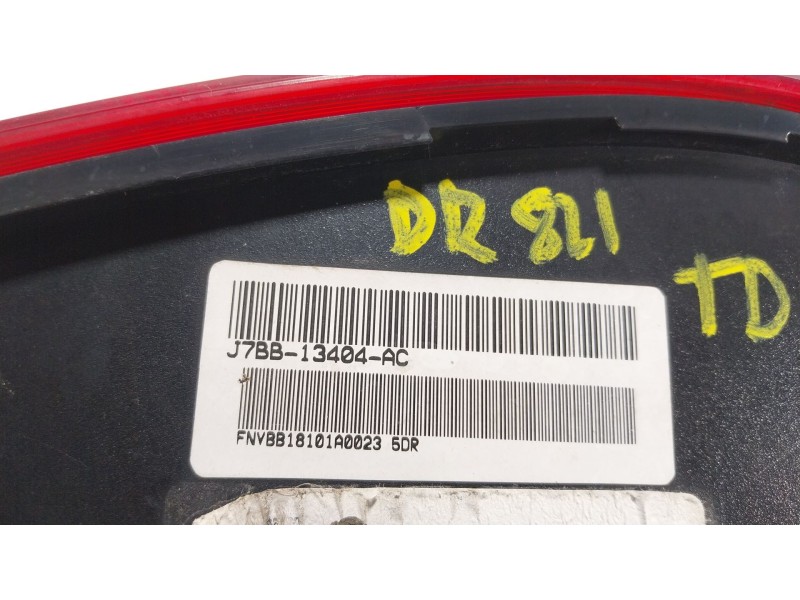 DR 821
TD
J7BB-13404-AC
FNVBB18101A0023 5DR